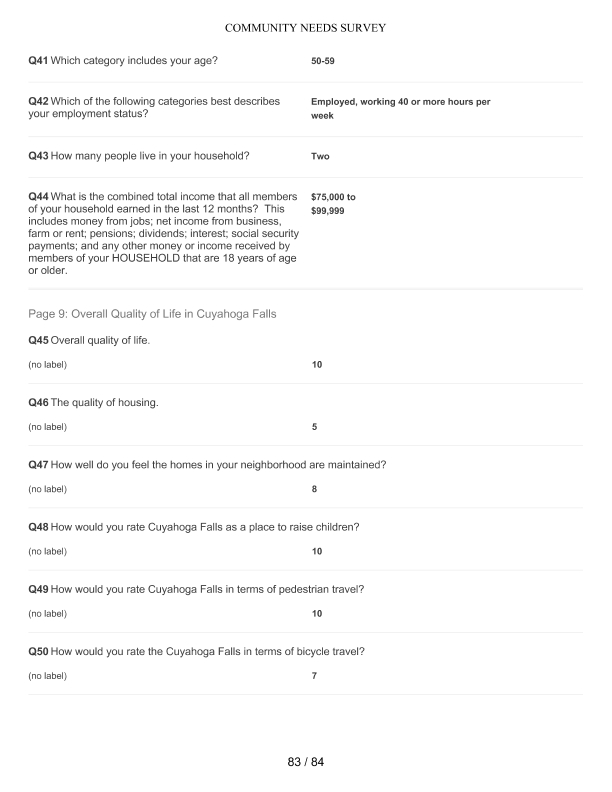 COMMUNITY NEEDS SURVEY
Q41 Which category includes your age?
50-59
Q42 Which of the following categories best describes
your employment status?
Employed, working 40 or more hours per
week
Q43 How many people live in your household?
Two
Q44 What is the combined total income that all members
of your household earned in the last 12 months?  This
includes money from jobs; net income from business,
farm or rent; pensions; dividends; interest; social security
payments; and any other money or income received by
members of your HOUSEHOLD that are 18 years of age
or older.
$75,000 to
$99,999
Page 9: Overall Quality of Life in Cuyahoga Falls
Q45 Overall quality of life.
(no label) 10
Q46 The quality of housing.
(no label) 5
Q47 How well do you feel the homes in your neighborhood are maintained?
(no label) 8
Q48 How would you rate Cuyahoga Falls as a place to raise children?
(no label) 10
Q49 How would you rate Cuyahoga Falls in terms of pedestrian travel?
(no label) 10
Q50 How would you rate the Cuyahoga Falls in terms of bicycle travel?
(no label) 7
83 / 84